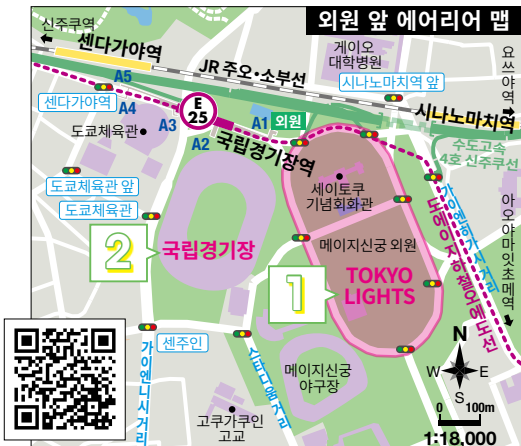 외원 앞 에어리어 맵
신주쿠역
센다가야역
JR 주오·소부선
게이오
대학병원
시나노마치역 앞
요쓰야역
시나노마치역
A5
센다가야역
A4
E
25
A3
A1
외원
A2
국립경기장역
도쿄체육관
수도고속
4호 신주쿠선
도쿄체육관 앞
도쿄체육관
세이토쿠
기념회화관
가이엔히가시거리
도에이지하철오에도선
아오야마잇초메역
2
국립경기장
메이지신궁 외원
1
TOKYO
LIGHTS
센주인
가이엔니시거리
메이지신궁
야구장
고쿠가쿠인
고교
N
W
E
S
0
100m
1:18,000